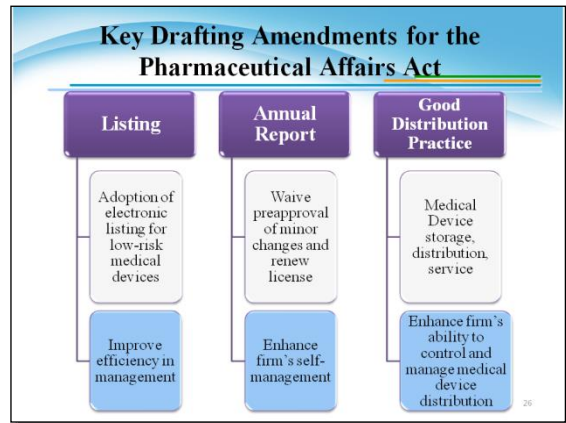 Key Drafting Amendments for the
Pharmaceutical Affairs Act
Listing
Adoption of
electronic
listing for
low-risk
medical
devices
Improve
efficiency in
management
Annual
Report
Waive
preapproval
of minor
changes and
renew
license
Enhance
firm's self-
management
Good
Distribution
Practice
Medical
Device
storage,
distribution,
service
Enhance firm's
ability to
control and
manage medical
device
distribution
26